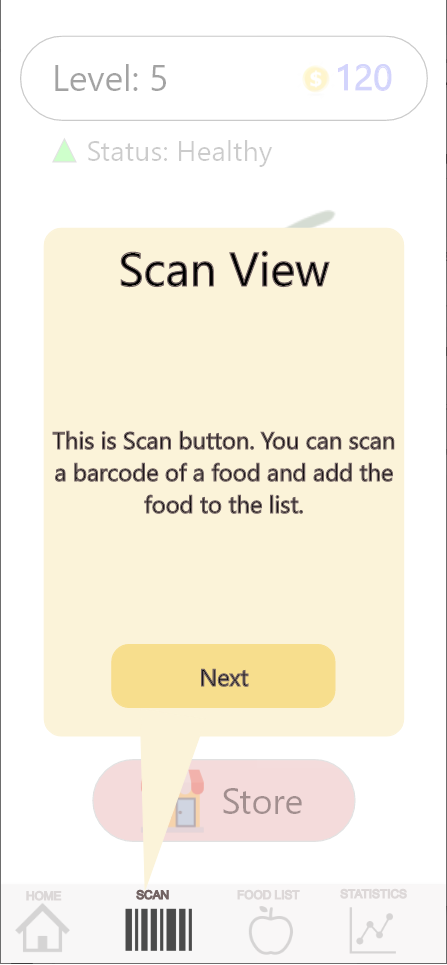 Level: 5
$ 120
Status: Healthy
Scan View
This is Scan button. You can scan
a barcode of a food and add the
food to the list.
Next
Store
HOME
SCAN
FOOD LIST
STATISTICS